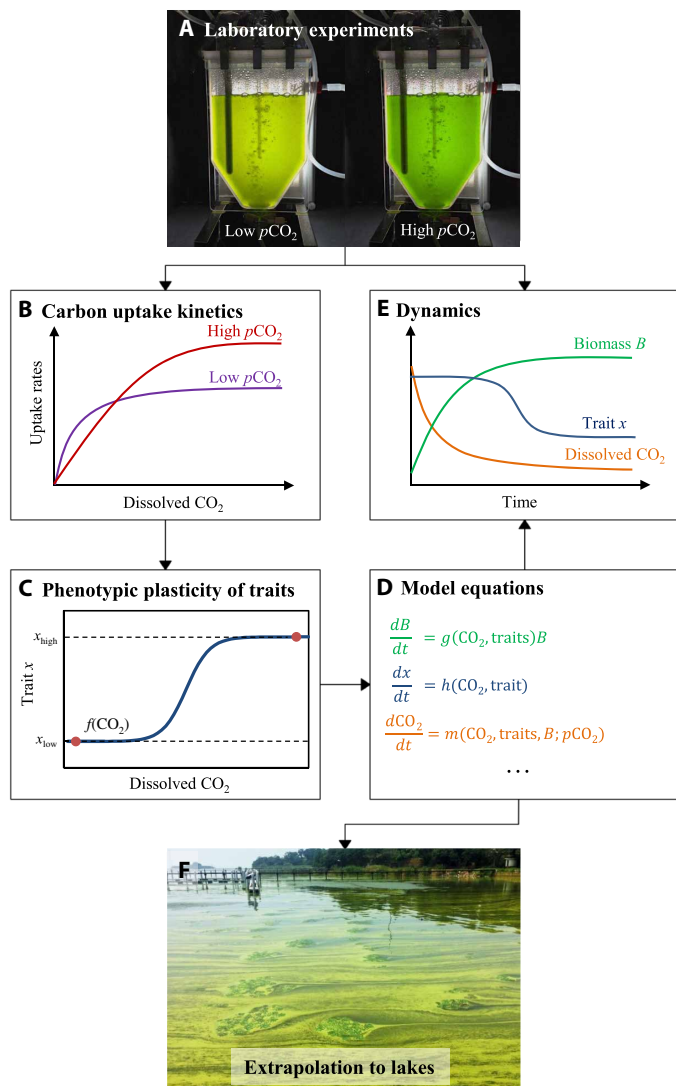 A Laboratory experiments
Low pCO₂
High pCO₂
B Carbon uptake kinetics
High pCO₂
Low pCO₂
Uptake rates
Dissolved CO₂
E Dynamics
Biomass B
Trait x
Dissolved CO₂
Time
C Phenotypic plasticity of traits
x_high
Trait x
f(CO₂)
x_low
Dissolved CO₂
D Model equations
dB/dt = g(CO₂, traits)B
dx/dt = h(CO₂, trait)
dCO₂/dt = m(CO₂, traits, B; pCO₂)
...
F
Extrapolation to lakes